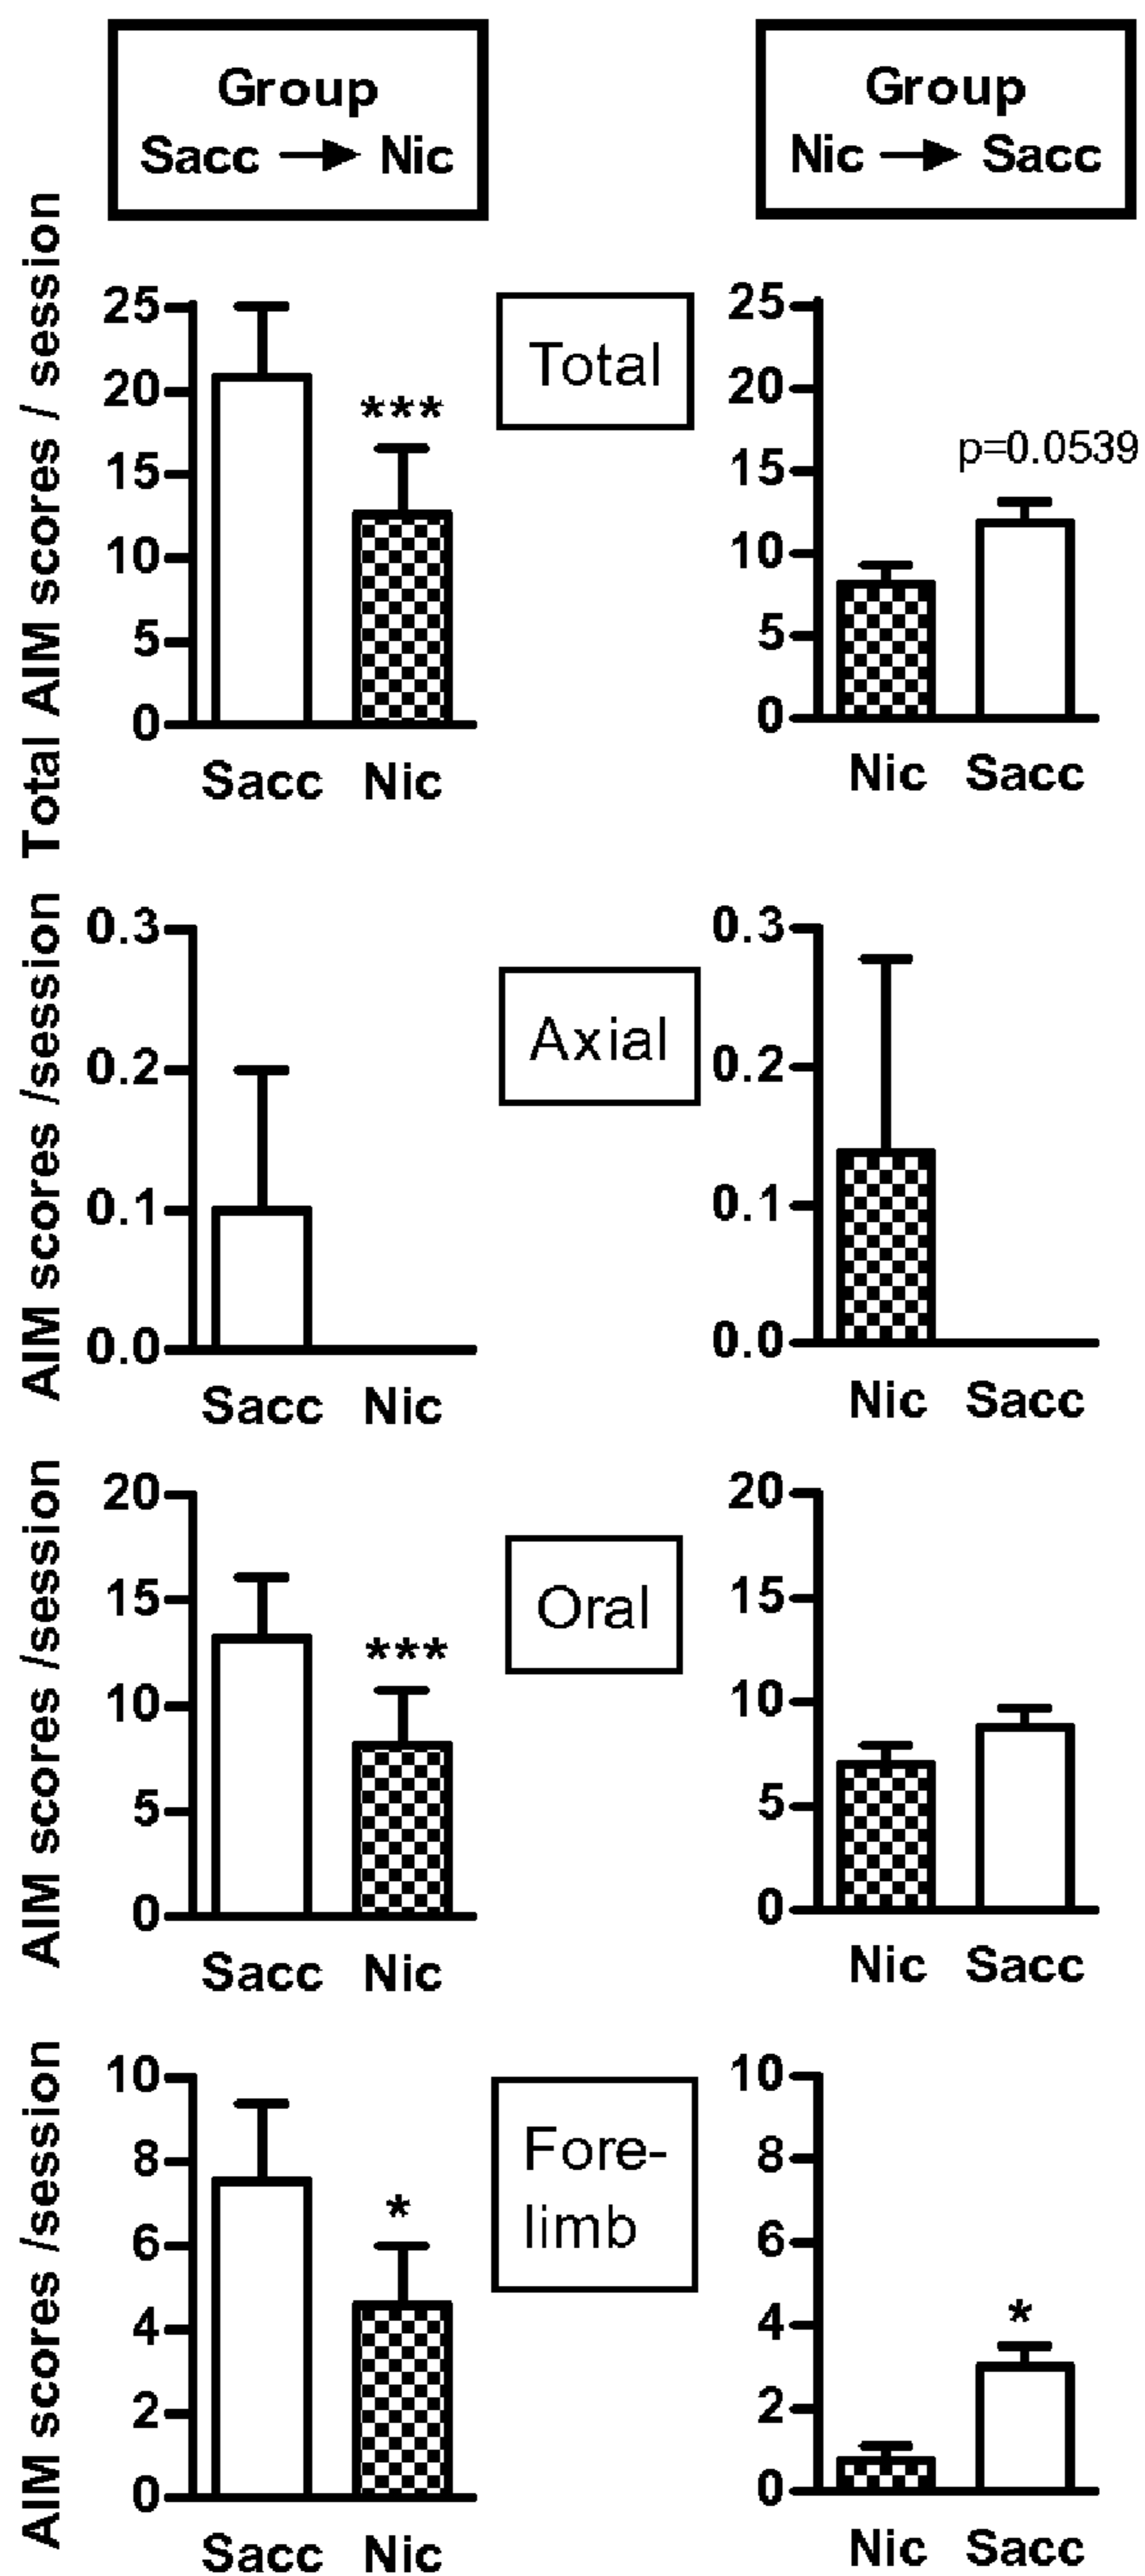 Group
Sacc → Nic
Group
Nic → Sacc
Total AIM scores / session
25
20
15
10
5
0
***
Sacc Nic
Total
25
20
15
10
5
0
p=0.0539
Nic Sacc
AIM scores /session
0.3
0.2
0.1
0.0
Sacc Nic
Axial
0.3
0.2
0.1
0.0
Nic Sacc
AIM scores /session
20
15
10
5
0
***
Sacc Nic
Oral
20
15
10
5
0
Nic Sacc
AIM scores /session
10
8
6
4
2
0
*
Sacc Nic
Fore-
limb
10
8
6
4
2
0
*
Nic Sacc